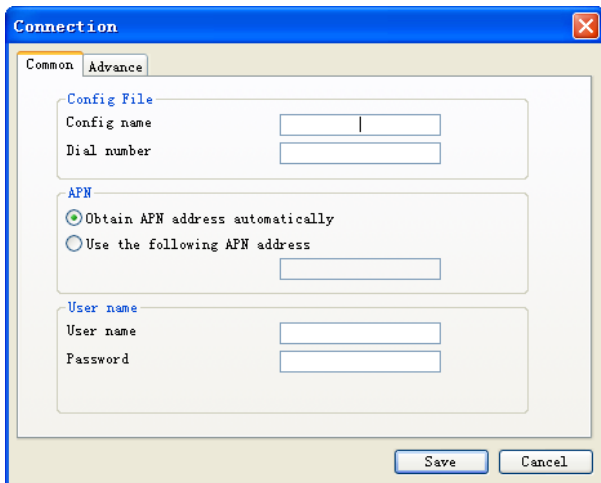 Connection
Common Advance
Config File
Config name
Dial number
APN
Obtain APN address automatically
Use the following APN address
User name
User name
Password
Save Cancel